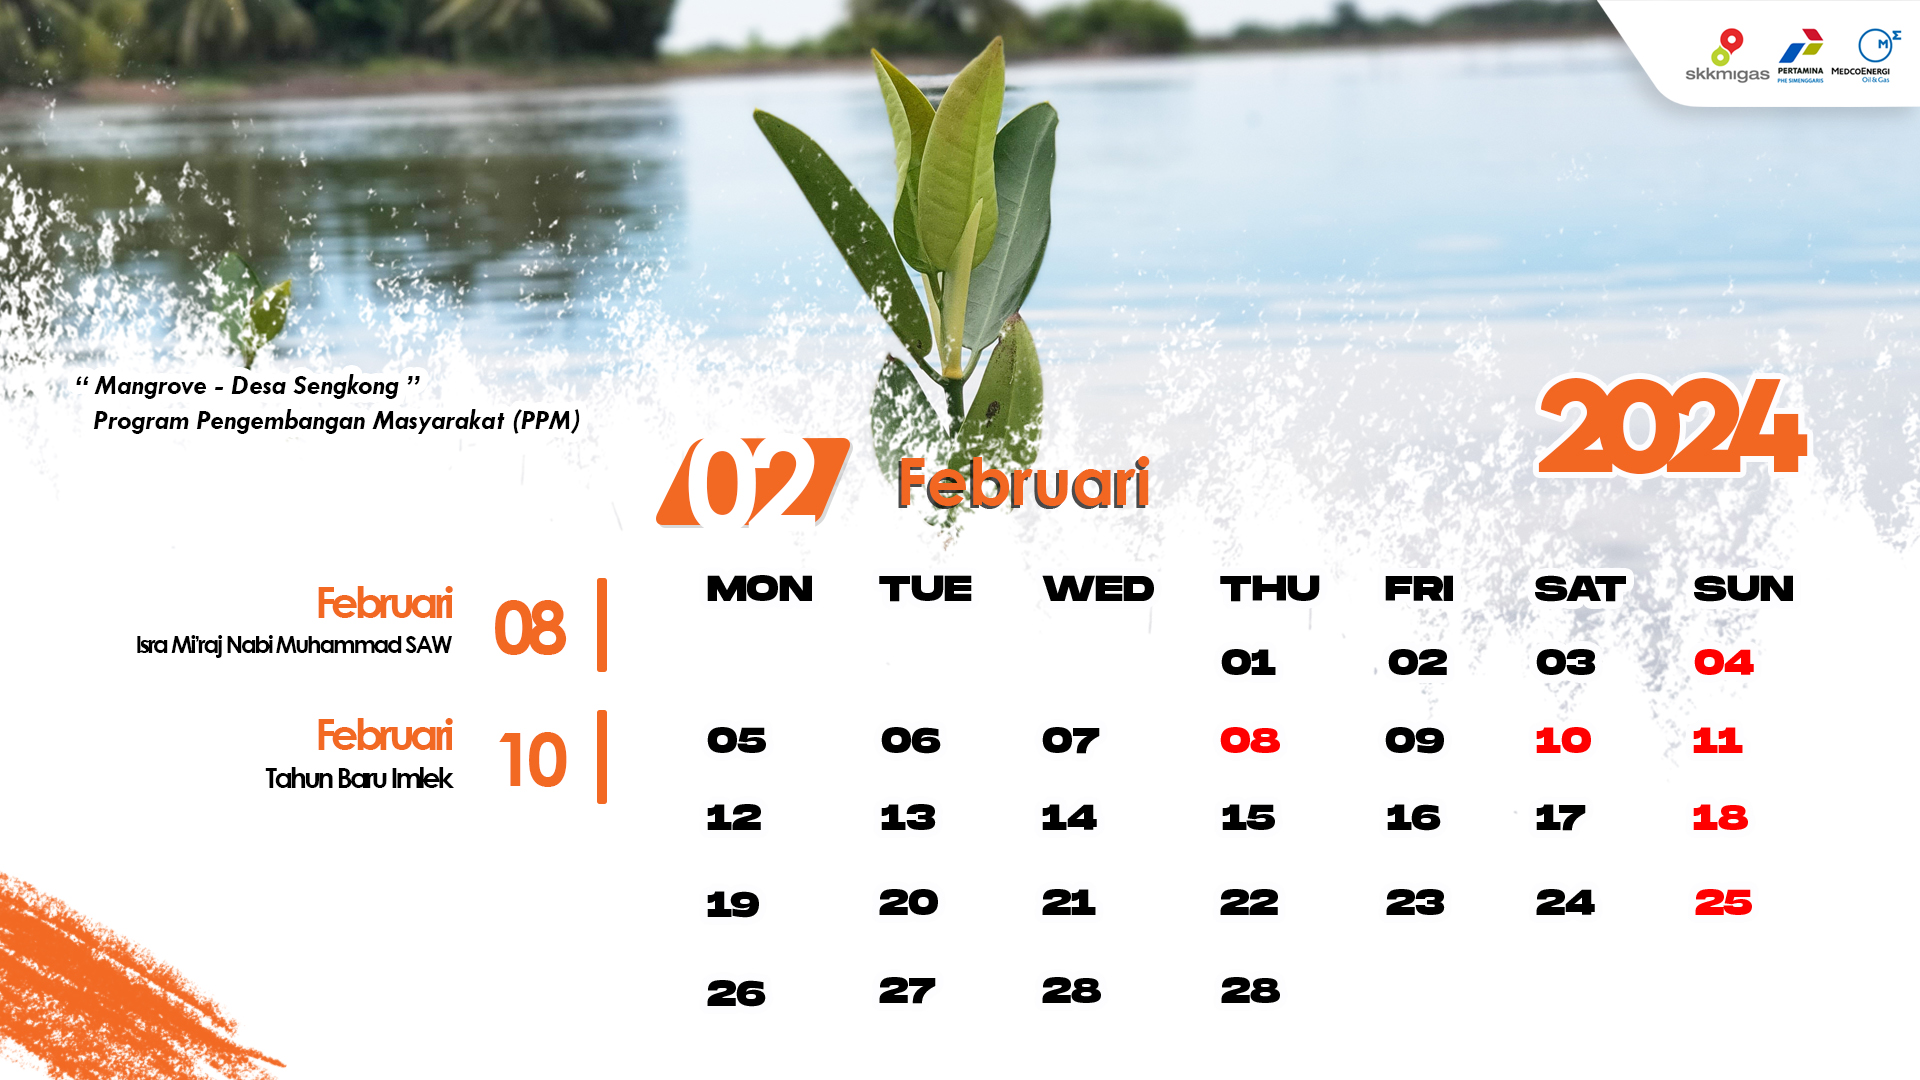 skkmigas
PERTAMINA
PHE SIMENGGARIS
MEDCOENERGI
Oil & Gas
“ Mangrove - Desa Sengkong ”
Program Pengembangan Masyarakat (PPM)
2024
02 Februari
Februari 08
Isra Mi'raj Nabi Muhammad SAW
Februari 10
Tahun Baru Imlek
MON TUE WED THU FRI SAT SUN
01 02 03 04
05 06 07 08 09 10 11
12 13 14 15 16 17 18
19 20 21 22 23 24 25
26 27 28 28